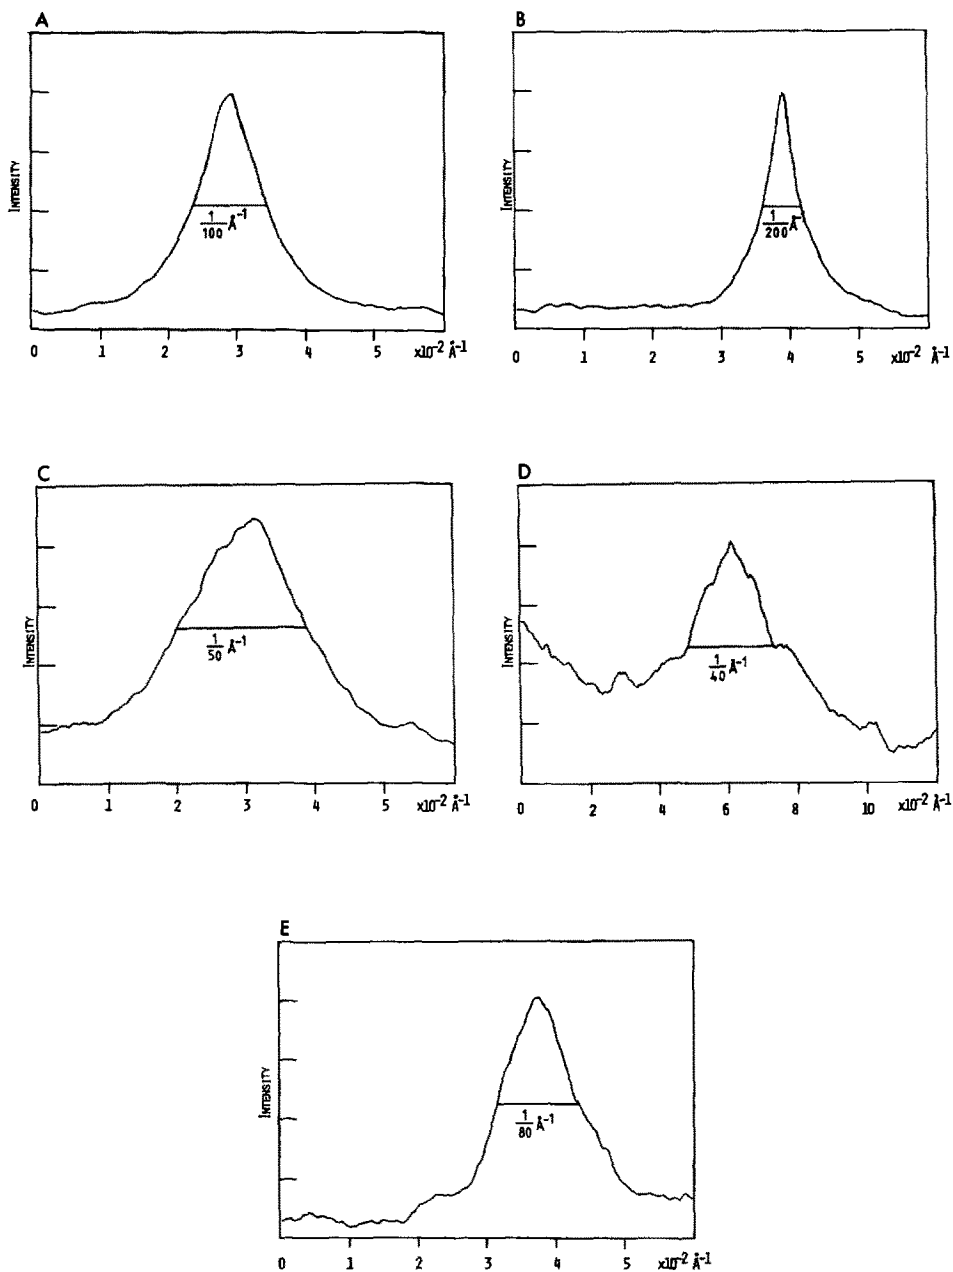 A
INTENSITY
1/100 Å⁻¹
0 1 2 3 4 5 x10⁻² Å⁻¹
B
INTENSITY
1/200 Å⁻
0 1 2 3 4 5 x10⁻² Å⁻¹
C
INTENSITY
1/50 Å⁻¹
0 1 2 3 4 5 x10⁻² Å⁻¹
D
INTENSITY
1/40 Å⁻¹
0 2 4 6 8 10 x10⁻² Å⁻¹
E
INTENSITY
1/80 Å⁻¹
0 1 2 3 4 5 x10⁻² Å⁻¹